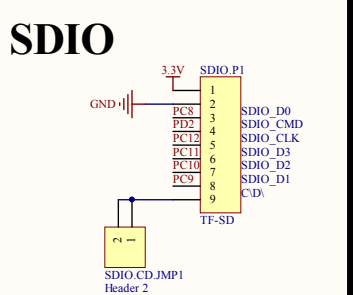 SDIO
3.3V SDIO.P1
1
GND 2
PC8 3 SDIO_D0
PD2 4 SDIO_CMD
PC12 5 SDIO_CLK
PC11 6 SDIO_D3
PC10 7 SDIO_D2
PC9 8 SDIO_D1
9 C\D\
TF-SD
2 1
SDIO.CD.JMP1
Header 2